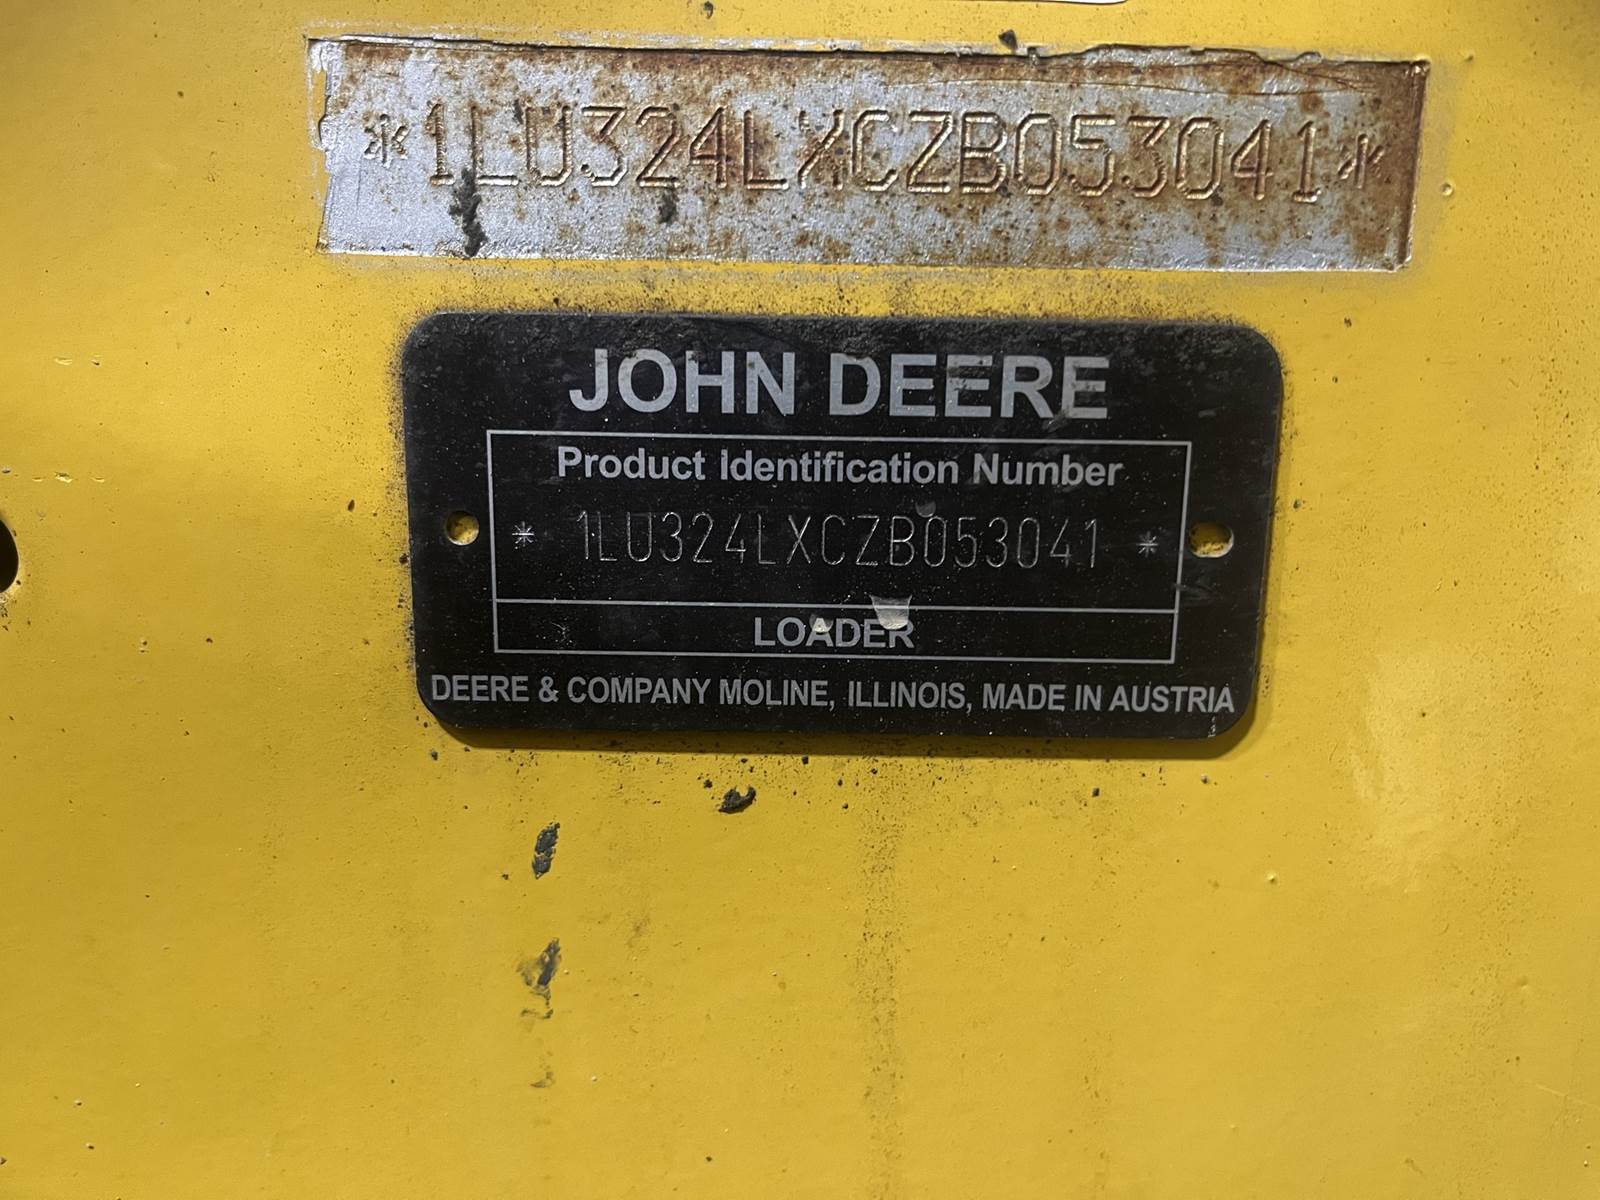 *1LU324LXCZB053041*
JOHN DEERE
Product Identification Number
* 1LU324LXCZB053041 *
LOADER
DEERE & COMPANY MOLINE, ILLINOIS, MADE IN AUSTRIA